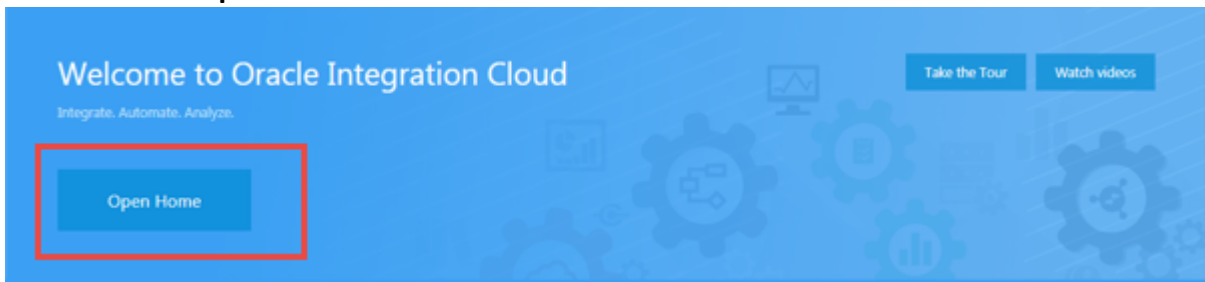 Welcome to Oracle Integration Cloud
Integrate. Automate. Analyze.
Take the Tour
Watch videos
Open Home